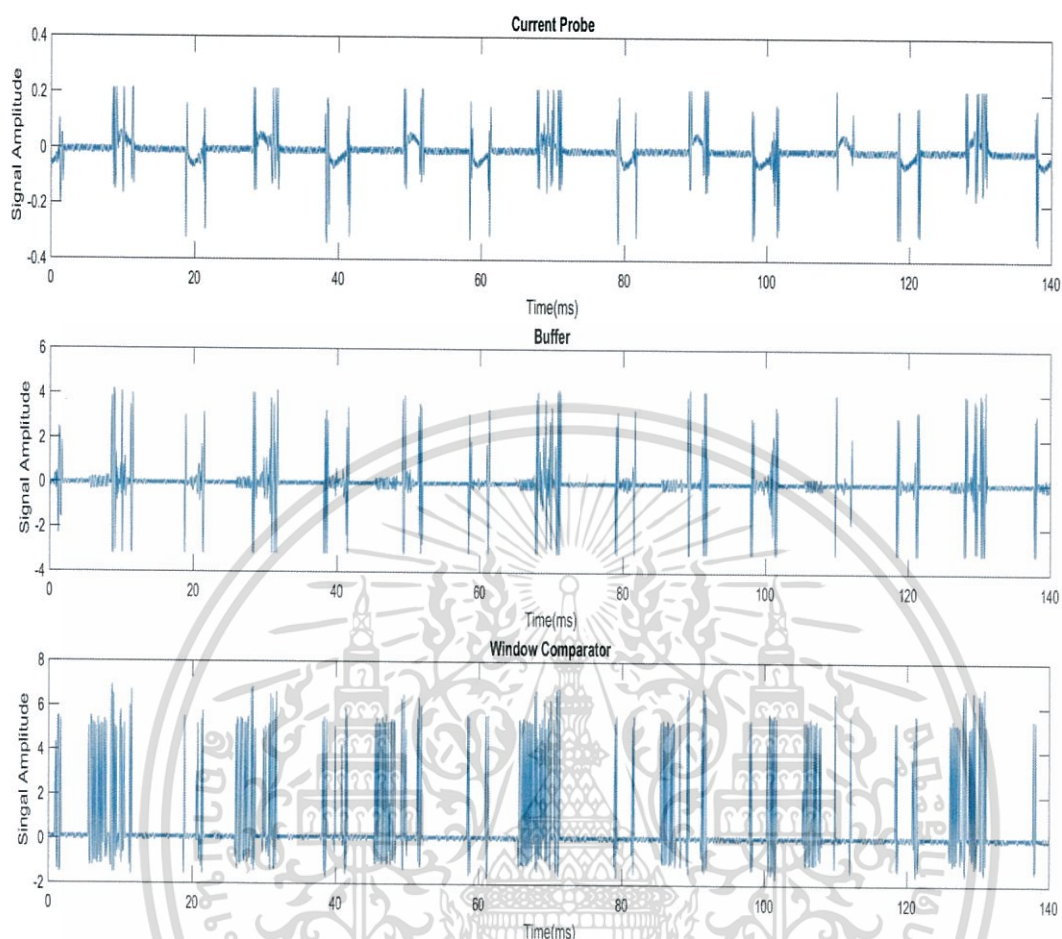 Current Probe
Signal Amplitude
0.4
0.2
0
-0.2
-0.4
0 20 40 60 80 100 120 140
Time(ms)
Buffer
Signal Amplitude
6
4
2
0
-2
-4
0 20 40 60 80 100 120 140
Time(ms)
Window Comparator
Singal Amplitude
8
6
4
2
0
-2
0 20 40 60 80 100 120 140
Time(ms)